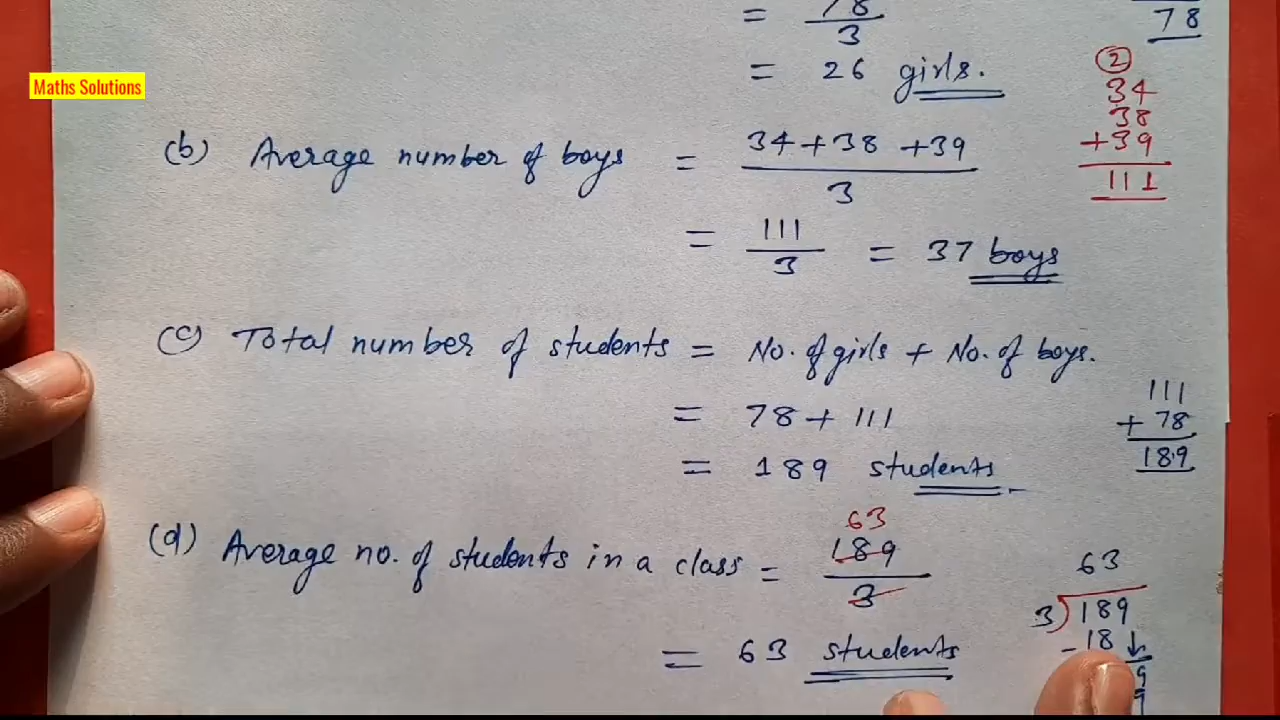 = 78/3
78
Maths Solutions
= 26 girls.
2
34
38
+39
111
(b) Average number of boys = 34+38+39/3
= 111/3 = 37 boys
(c) Total number of students = No. of girls + No. of boys.
= 78+111
111
+ 78
189
= 189 students
(d) Average no. of students in a class = 189/3
63
= 63 students
63
3)189
-18↓
9
9